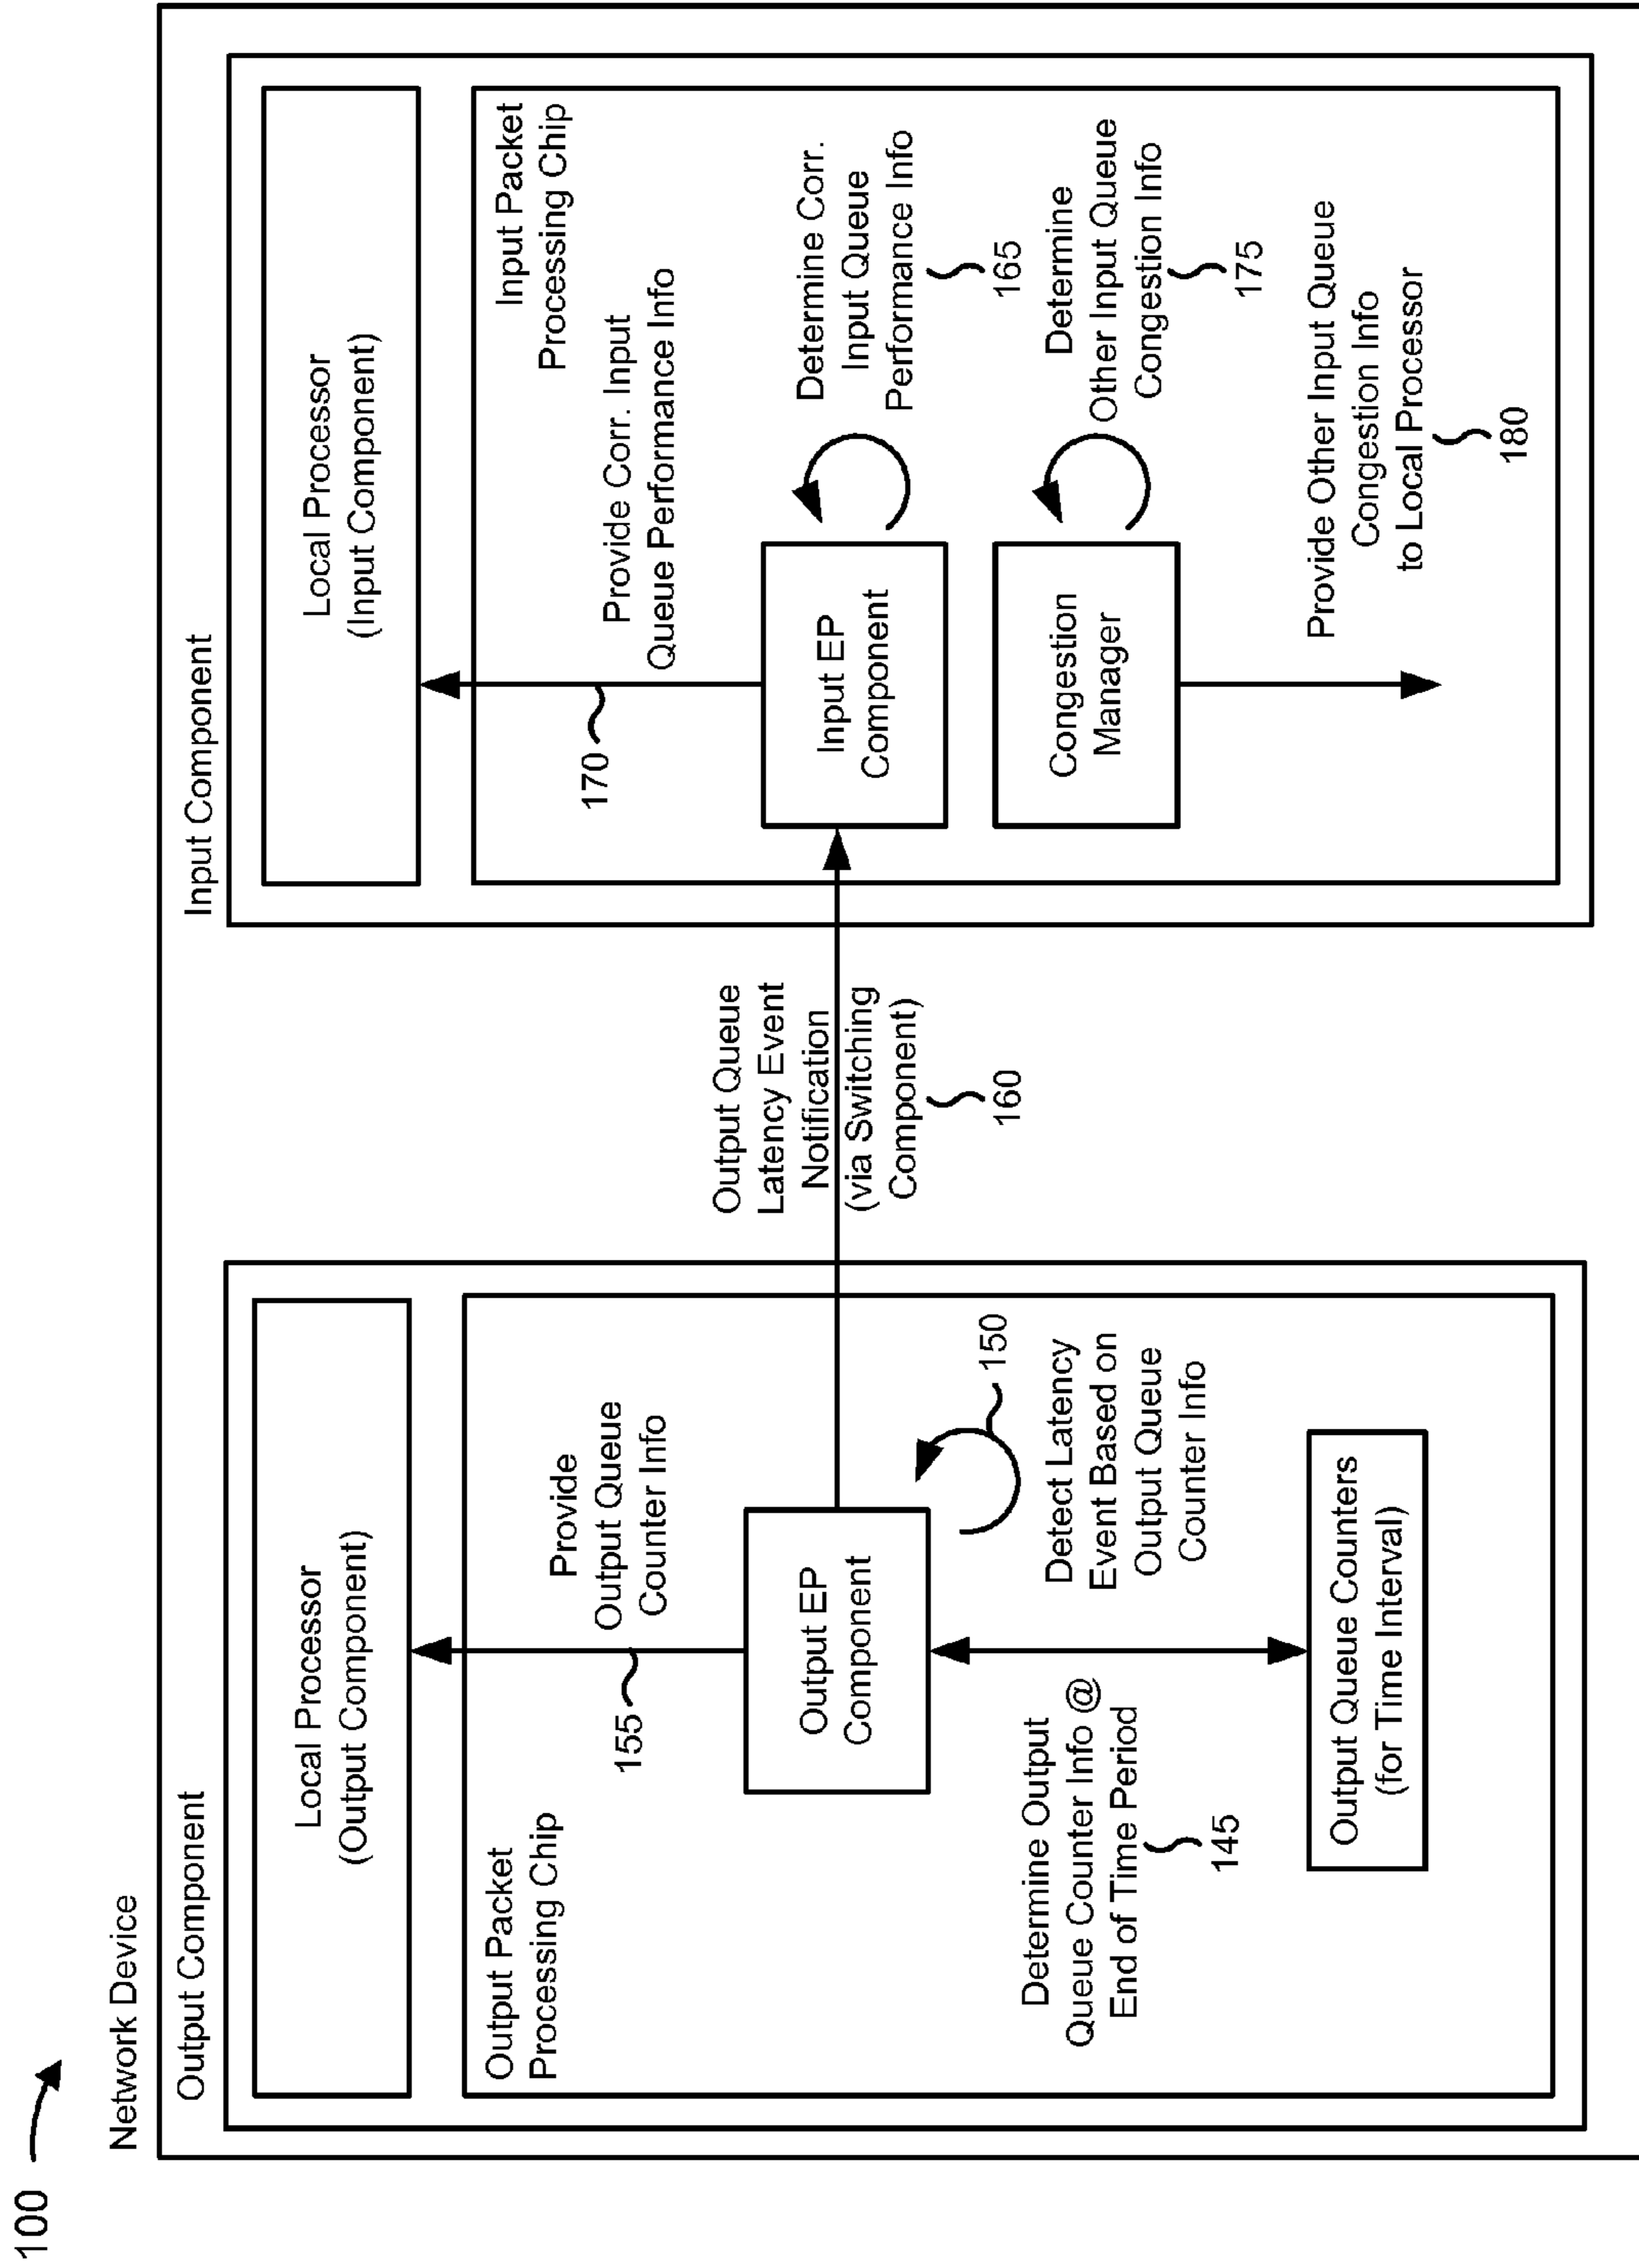 100
Network Device
Output Component
Local Processor
(Output Component)
Output Packet
Processing Chip
Provide
Output Queue
Counter Info
155
Output EP
Component
150
Detect Latency
Event Based on
Output Queue
Counter Info
Determine Output
Queue Counter Info @
End of Time Period
145
Output Queue Counters
(for Time Interval)
Output Queue
Latency Event
Notification
(via Switching
Component)
160
Input Component
Local Processor
(Input Component)
Input Packet
Processing Chip
Provide Corr. Input
Queue Performance Info
170
Input EP
Component
Determine Corr.
Input Queue
Performance Info
165
Congestion
Manager
Determine
Other Input Queue
Congestion Info
175
Provide Other Input Queue
Congestion Info
to Local Processor
180